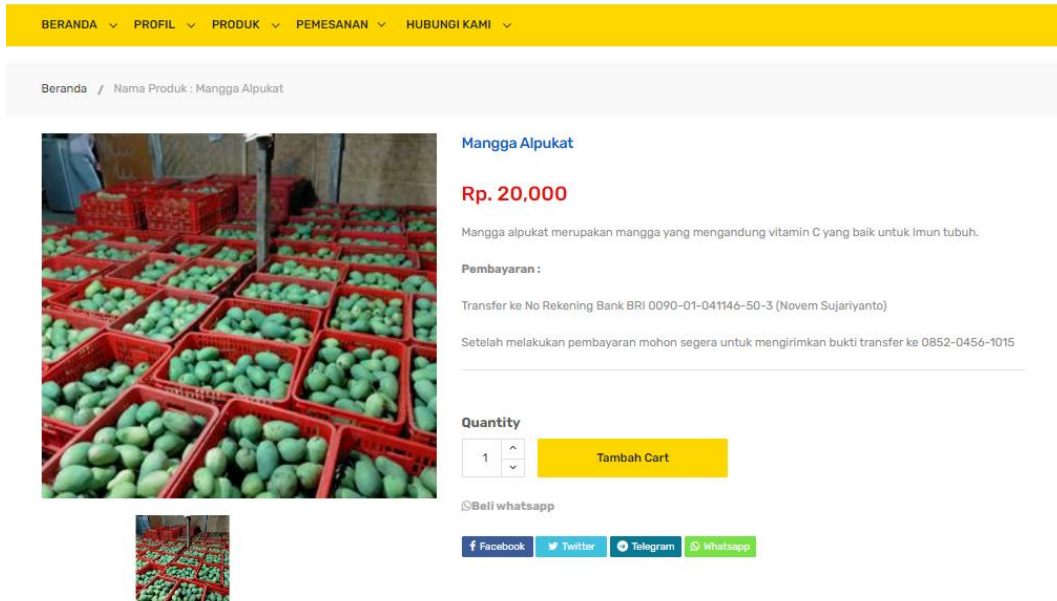 BERANDA PROFIL PRODUK PEMESANAN HUBUNGI KAMI
Beranda / Nama Produk : Mangga Alpukat
Mangga Alpukat
Rp. 20,000
Mangga alpukat merupakan mangga yang mengandung vitamin C yang baik untuk Imun tubuh.
Pembayaran :
Transfer ke No Rekening Bank BRI 0090-01-041146-50-3 (Novem Sujariyanto)
Setelah melakukan pembayaran mohon segera untuk mengirimkan bukti transfer ke 0852-0456-1015
Quantity
1 Tambah Cart
Beli whatsapp
Facebook Twitter Telegram Whatsapp